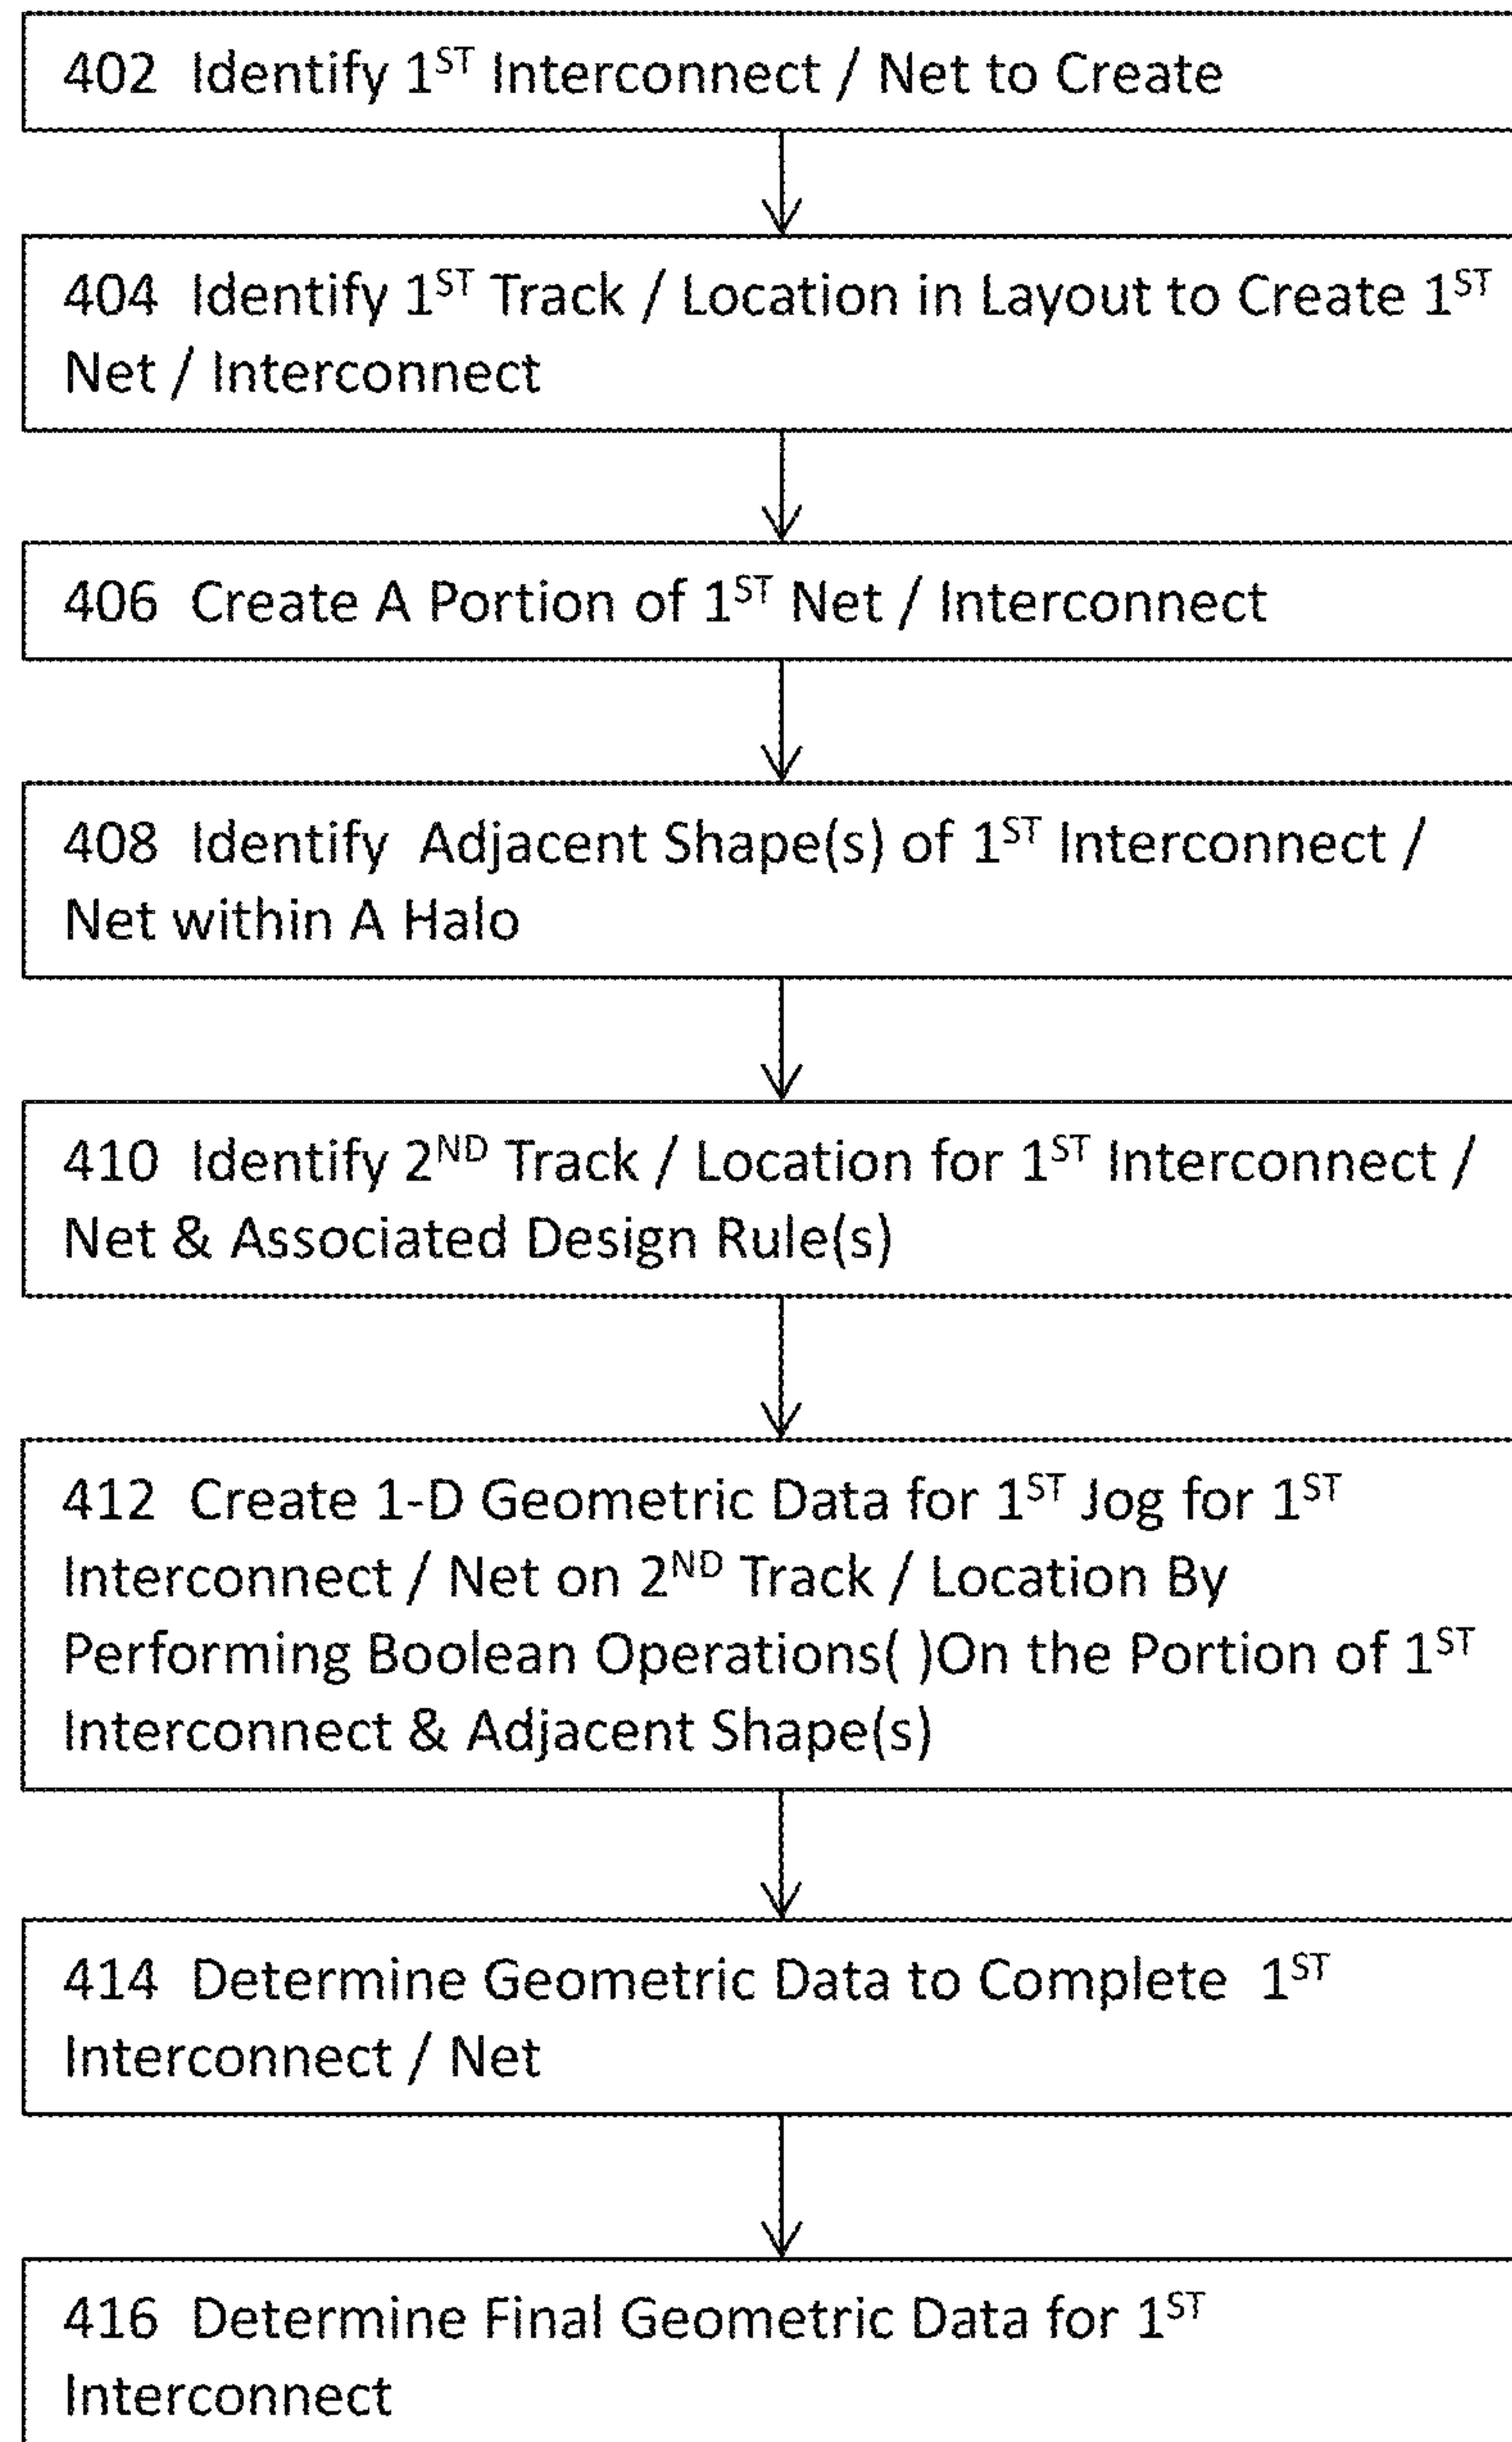 402 Identify 1ST Interconnect / Net to Create
404 Identify 1ST Track / Location in Layout to Create 1ST
Net / Interconnect
406 Create A Portion of 1ST Net / Interconnect
408 Identify Adjacent Shape(s) of 1ST Interconnect /
Net within A Halo
410 Identify 2ND Track / Location for 1ST Interconnect /
Net & Associated Design Rule(s)
412 Create 1-D Geometric Data for 1ST Jog for 1ST
Interconnect / Net on 2ND Track / Location By
Performing Boolean Operations( )On the Portion of 1ST
Interconnect & Adjacent Shape(s)
414 Determine Geometric Data to Complete 1ST
Interconnect / Net
416 Determine Final Geometric Data for 1ST
Interconnect